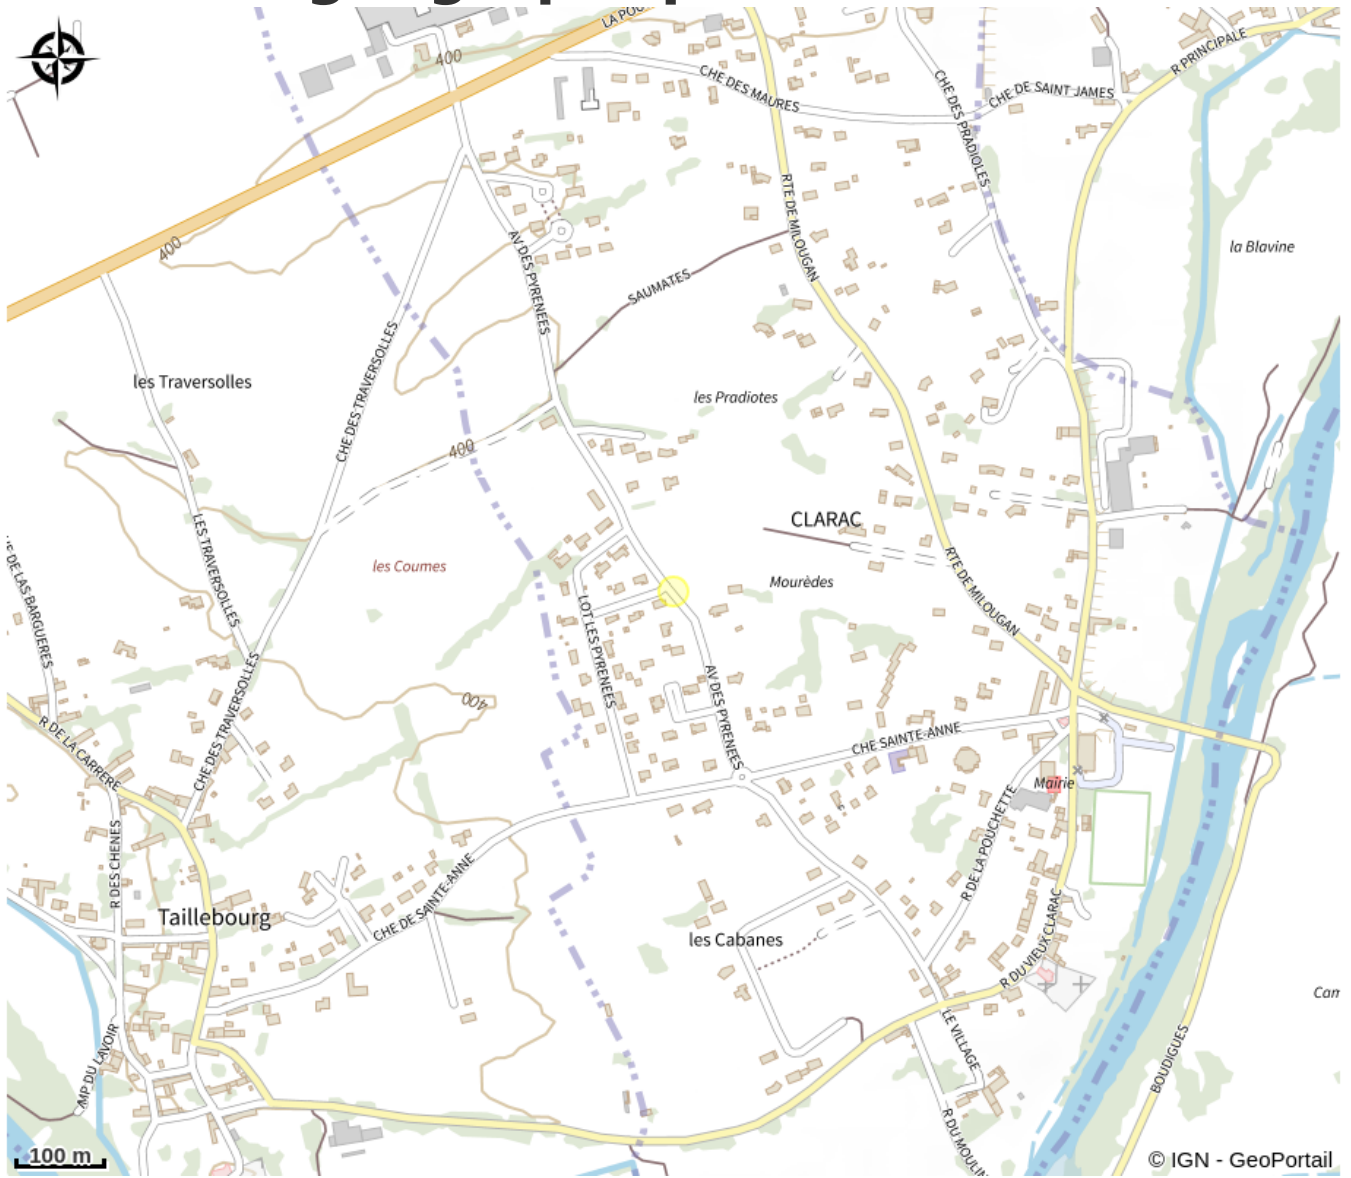 400
LA POU
CHE DES MAURES
CHE DES PRADIOLES
CHE DE SAINT JAMES
R PRINCIPALE
400
AV DES PYRENEES
RTE DE MILOUGAN
la Blavine
SAUMATES
les Traversolles
CHE DES TRAVERSOLLES
les Pradiotes
400
CLARAC
LES TRAVERSOLLES
les Coumes
Mourèdes
RTE DE MILOUGAN
E DE LAS BARGUERES
LOT LES PYRENEES
AV DES PYRENEES
400
CHE DES TRAVERSOLLES
R DE LA CARRERE
CHE SAINTE-ANNE
Mairie
R DES CHENES
R DE LA POUCHETTE
Taillebourg
CHE DE SAINTE-ANNE
les Cabanes
R DU VIEUX CLARAC
Cam
IMP DU LAVOIR
LE VILLAGE
BOUDIGUES
R DU MOULIN
100 m
© IGN - GeoPortail